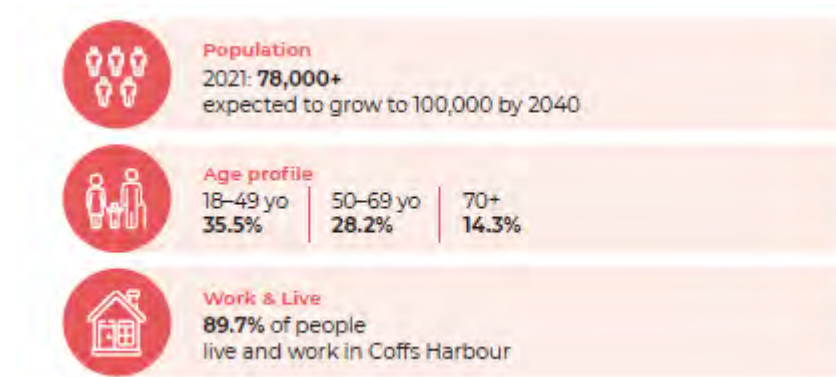 Population
2021: 78,000+
expected to grow to 100,000 by 2040
Age profile
18–49 yo 50–69 yo 70+
35.5% 28.2% 14.3%
Work & Live
89.7% of people
live and work in Coffs Harbour